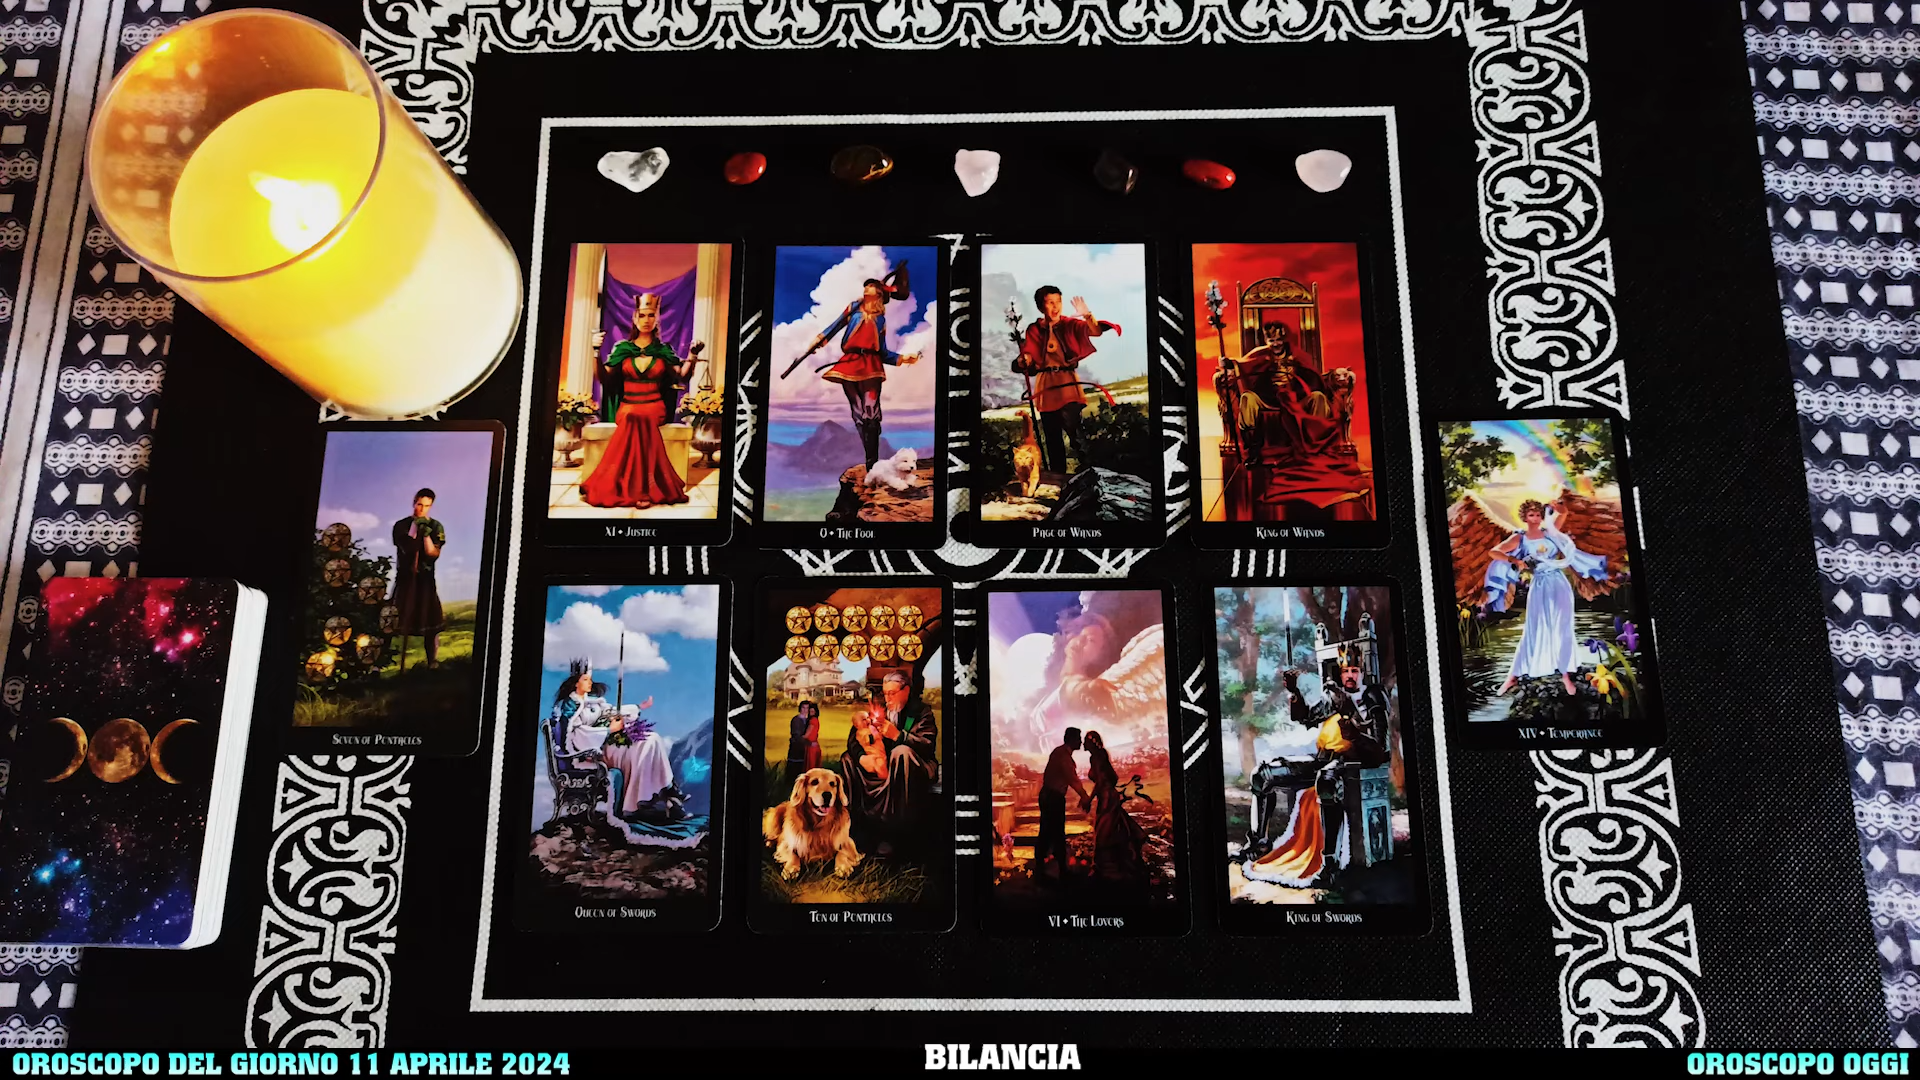 XI • JUSTICE
0 • THE FOOL
PAGE OF WANDS
KING OF WANDS
SEVEN OF PENTACLES
XIV • TEMPERANCE
QUEEN OF SWORDS
TEN OF PENTACLES
VI • THE LOVERS
KING OF SWORDS
OROSCOPO DEL GIORNO 11 APRILE 2024
BILANCIA
OROSCOPO OGGI